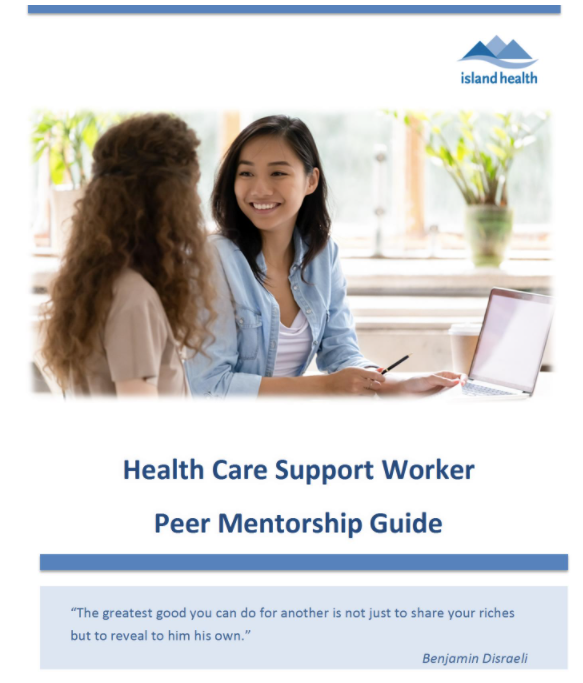 island health
Health Care Support Worker
Peer Mentorship Guide
“The greatest good you can do for another is not just to share your riches
but to reveal to him his own.”
Benjamin Disraeli